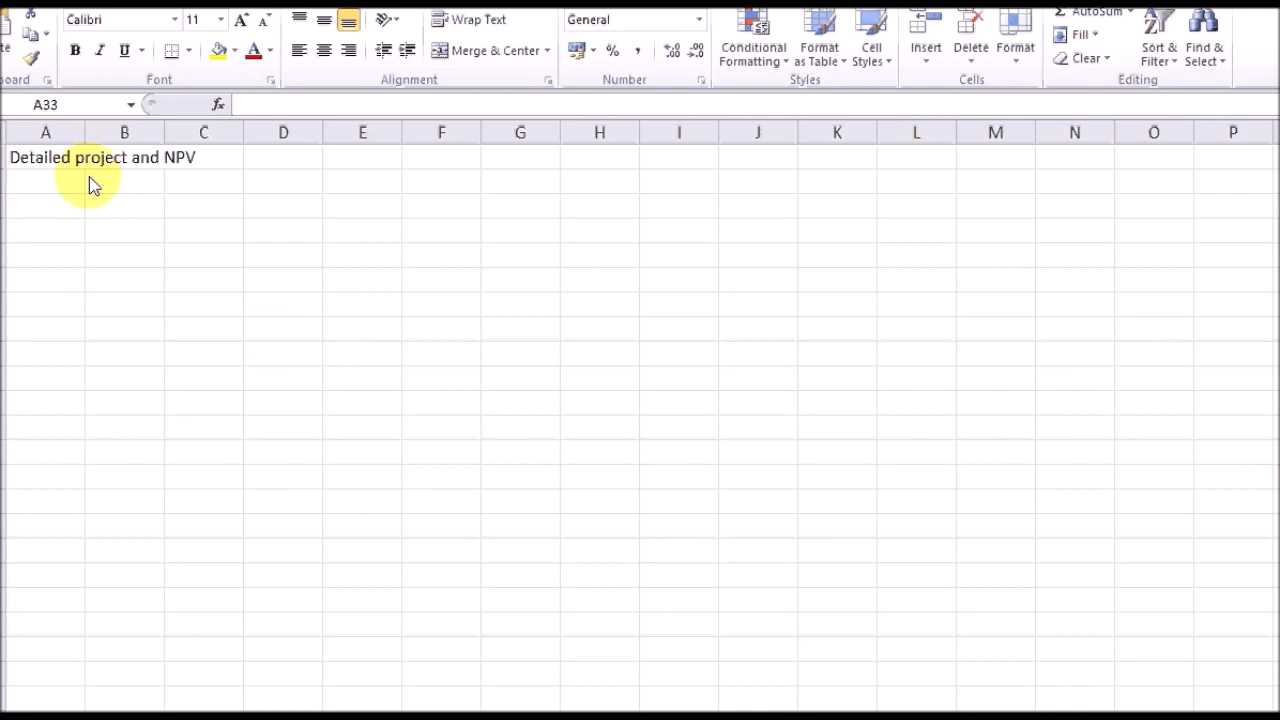 Calibri 11 Wrap Text General AutoSum
Conditional Formatting Format as Table Cell Styles Insert Delete Format Fill Sort & Filter Find & Select
B I U Merge & Center % , Clear
Font Alignment Number Styles Cells Editing
A33 fx
A B C D E F G H I J K L M N O P
Detailed project and NPV